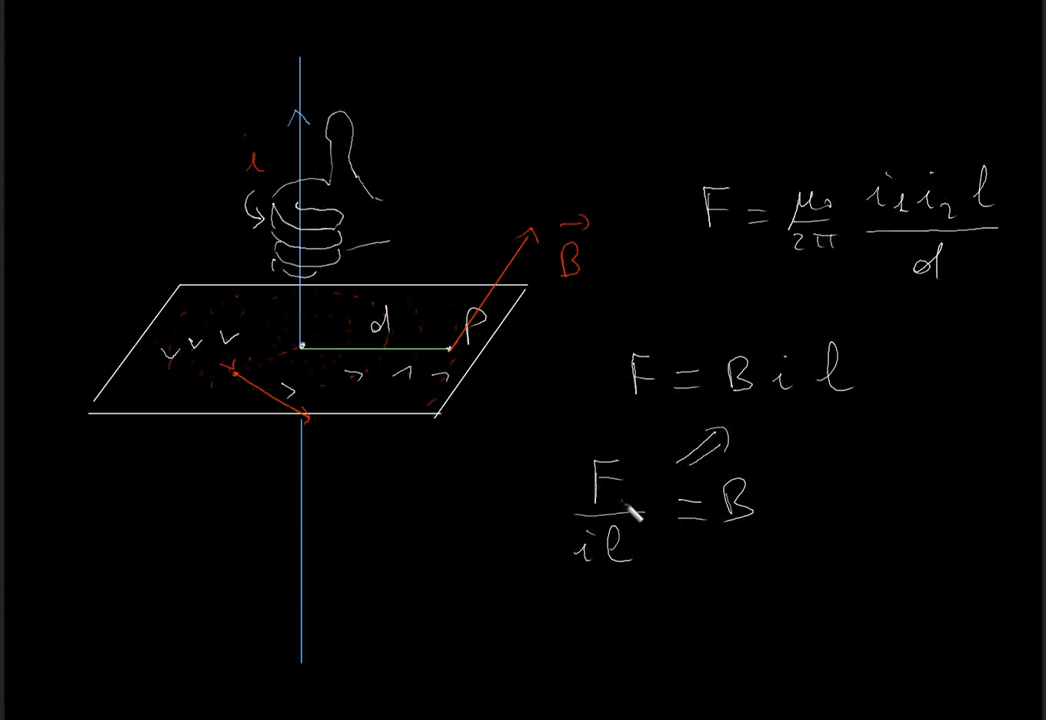 i
B⃗
d
P
F = μ₀/2π i₁i₂l/d
F = B i l
F/il = B